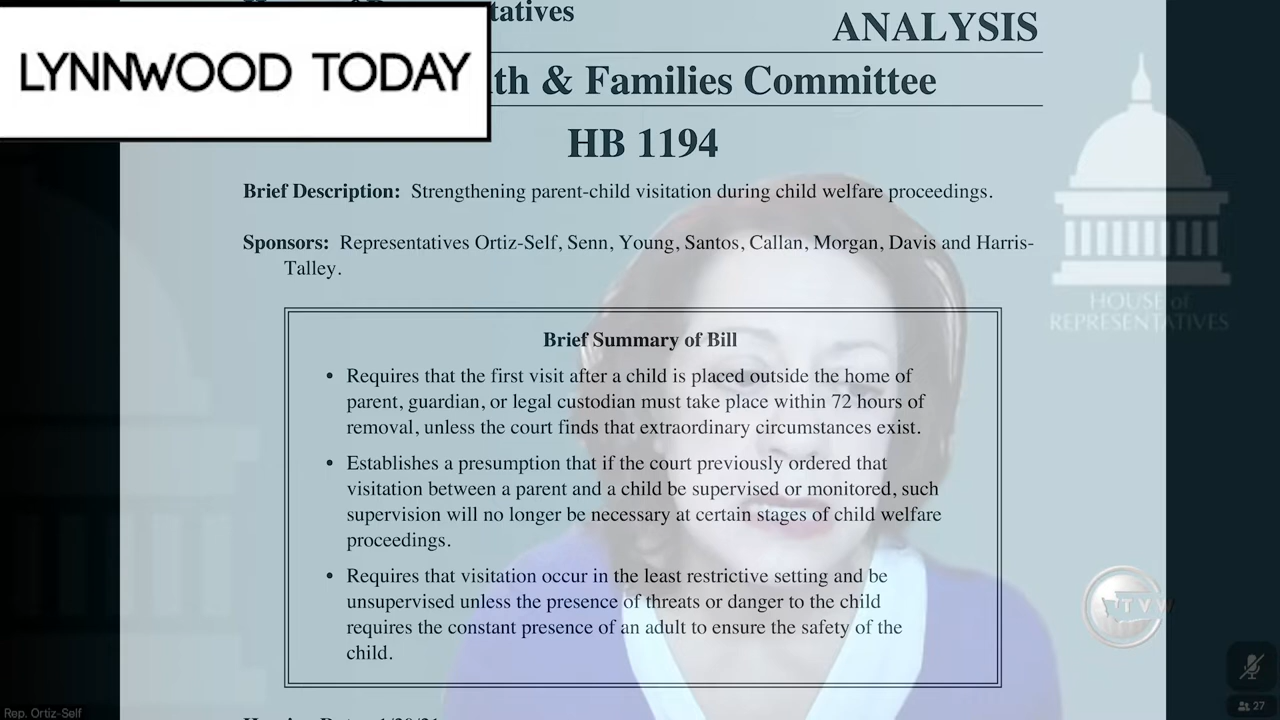 tatives
ANALYSIS
LYNNWOOD TODAY
th & Families Committee
HB 1194
Brief Description: Strengthening parent-child visitation during child welfare proceedings.
Sponsors: Representatives Ortiz-Self, Senn, Young, Santos, Callan, Morgan, Davis and Harris-
Talley.
HOUSE of
REPRESENTATIVES
Brief Summary of Bill
• Requires that the first visit after a child is placed outside the home of
parent, guardian, or legal custodian must take place within 72 hours of
removal, unless the court finds that extraordinary circumstances exist.
• Establishes a presumption that if the court previously ordered that
visitation between a parent and a child be supervised or monitored, such
supervision will no longer be necessary at certain stages of child welfare
proceedings.
• Requires that visitation occur in the least restrictive setting and be
unsupervised unless the presence of threats or danger to the child
requires the constant presence of an adult to ensure the safety of the
child.
TVW
Rep. Ortiz-Self
27